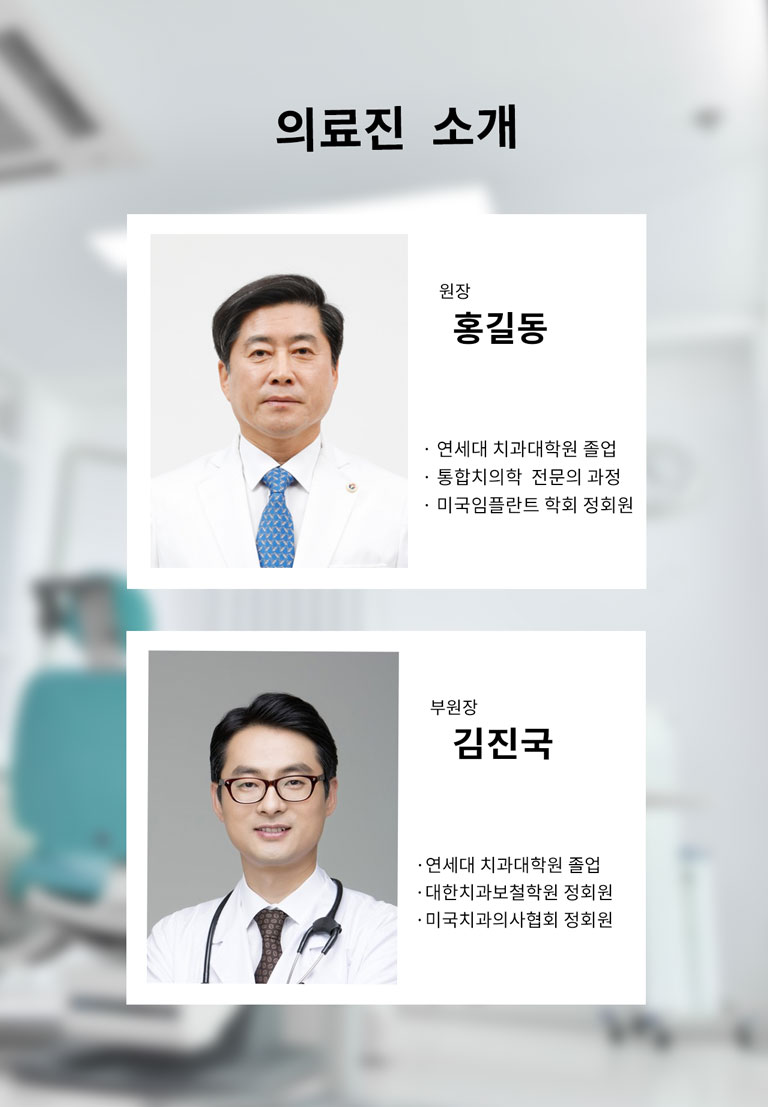 의료진 소개
원장
홍길동
· 연세대 치과대학원 졸업
· 통합치의학 전문의 과정
· 미국임플란트 학회 정회원
부원장
김진국
· 연세대 치과대학원 졸업
· 대한치과보철학원 정회원
· 미국치과의사협회 정회원